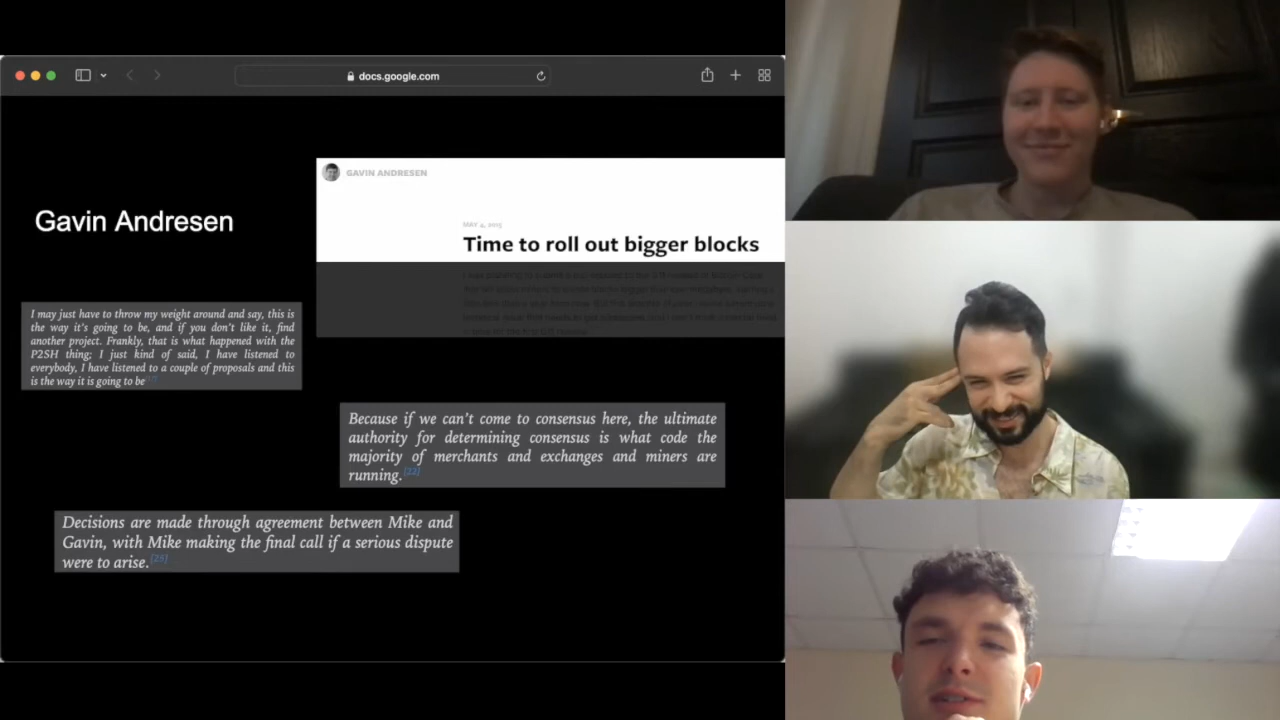 docs.google.com
Gavin Andresen
GAVIN ANDRESEN
MAY 4, 2015
Time to roll out bigger blocks
I may just have to throw my weight around and say, this is
the way it's going to be, and if you don't like it, find
another project. Frankly, that is what happened with the
P2SH thing; I just kind of said, I have listened to
everybody, I have listened to a couple of proposals and this
is the way it is going to be
Because if we can't come to consensus here, the ultimate
authority for determining consensus is what code the
majority of merchants and exchanges and miners are
running.[22]
Decisions are made through agreement between Mike and
Gavin, with Mike making the final call if a serious dispute
were to arise.[25]